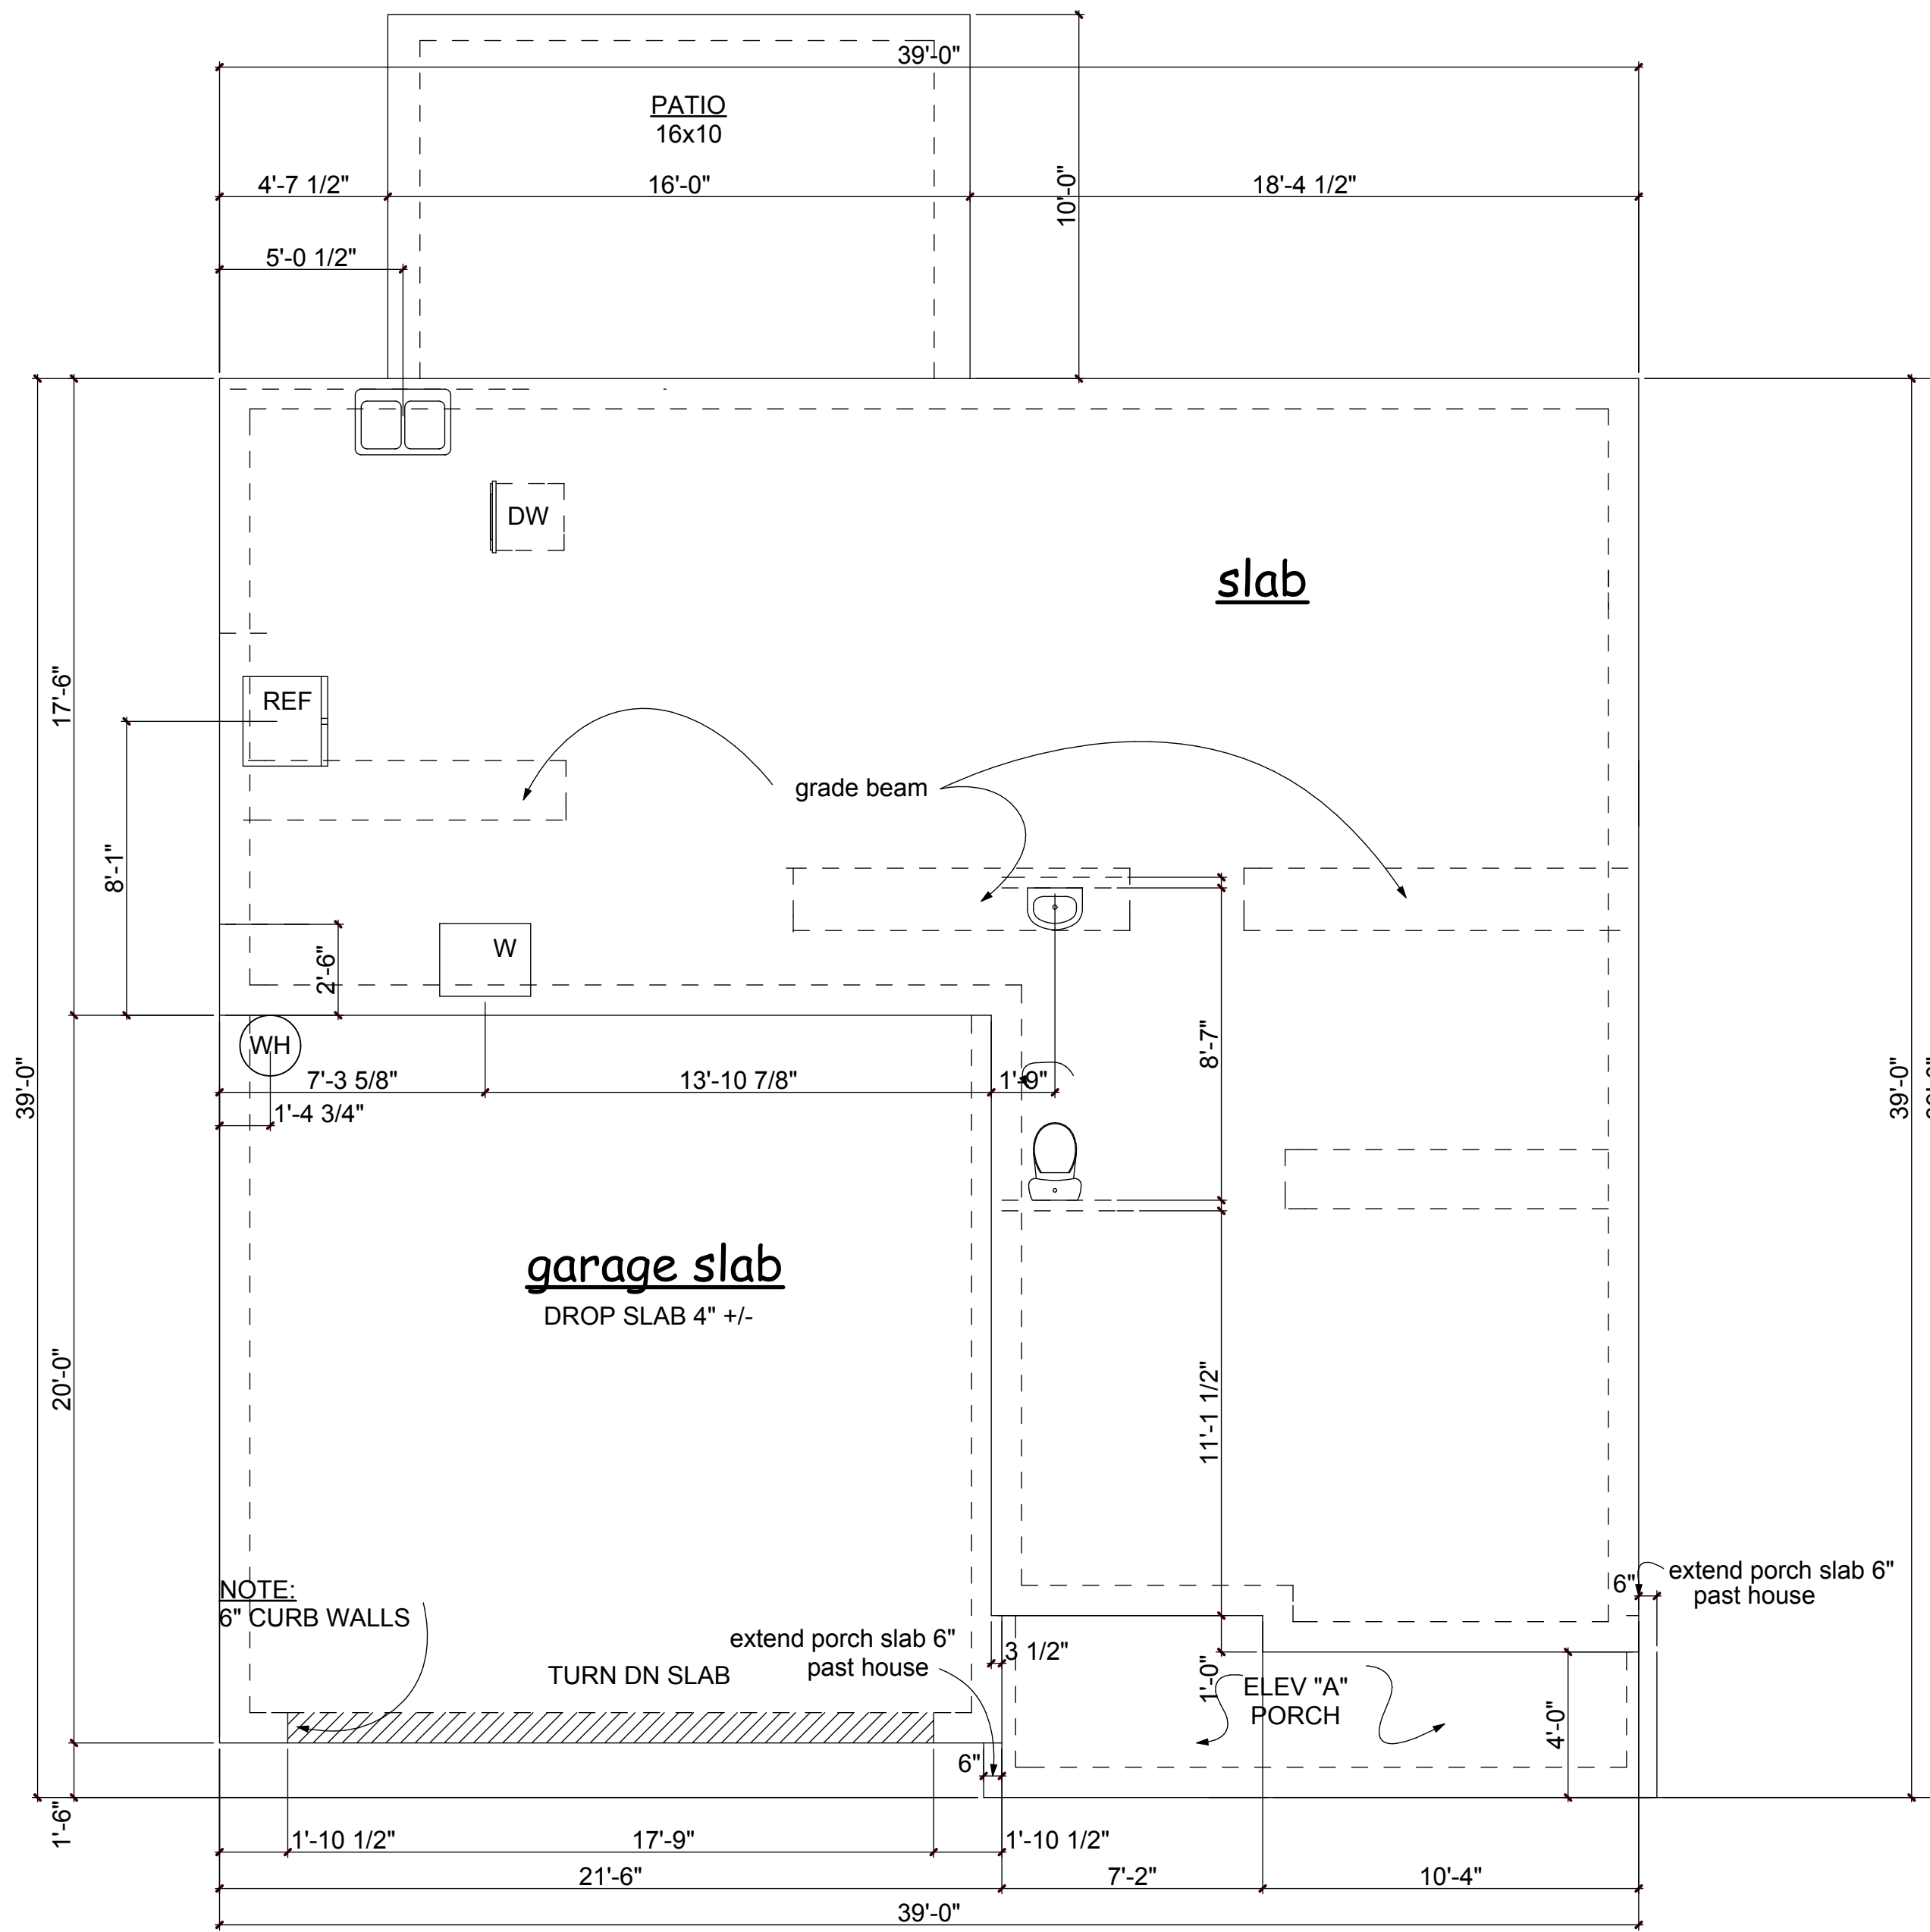 39'-0"
PATIO
16x10
4'-7 1/2"
16'-0"
18'-4 1/2"
10'-0"
5'-0 1/2"
DW
slab
17'-6"
REF
grade beam
8'-1"
W
2'-6"
WH
39'-0"
7'-3 5/8"
13'-10 7/8"
1'-9"
8'-7"
39'-0"
1'-4 3/4"
garage slab
DROP SLAB 4" +/-
20'-0"
11'-1 1/2"
NOTE:
6" CURB WALLS
6"
extend porch slab 6"
past house
extend porch slab 6"
past house
3 1/2"
TURN DN SLAB
1'-0"
ELEV "A"
PORCH
4'-0"
6"
1'-6"
1'-10 1/2"
17'-9"
1'-10 1/2"
21'-6"
7'-2"
10'-4"
39'-0"